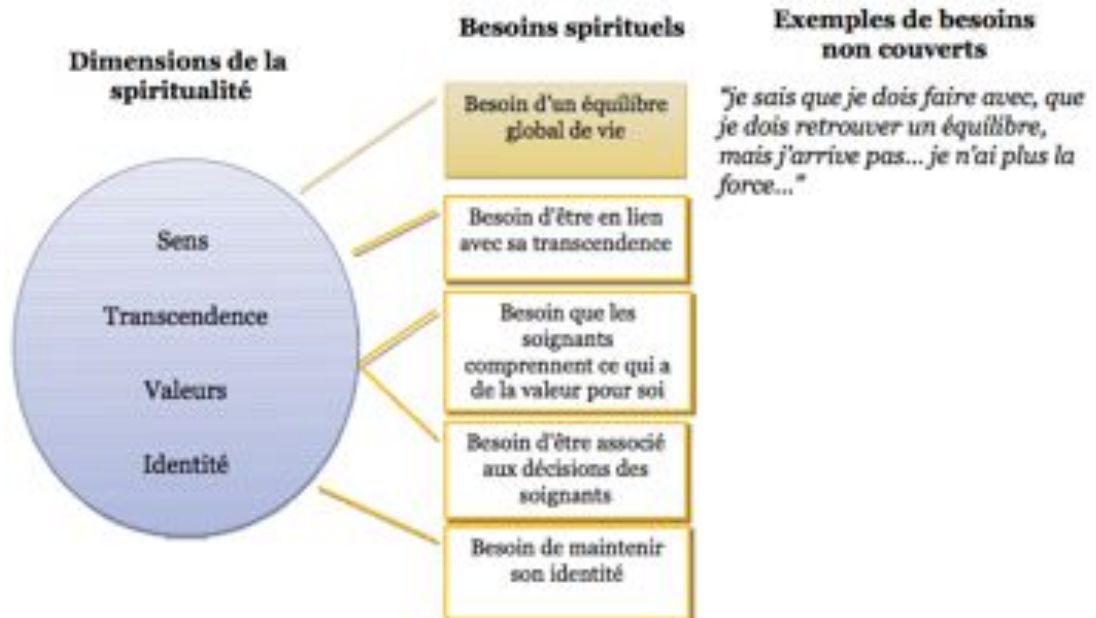 Dimensions de la
spiritualité
Sens
Transcendence
Valeurs
Identité
Besoins spirituels
Besoin d'un équilibre
global de vie
Besoin d'être en lien
avec sa transcendence
Besoin que les
soignants
comprennent ce qui a
de la valeur pour soi
Besoin d'être associé
aux décisions des
soignants
Besoin de maintenir
son identité
Exemples de besoins
non couverts
"je sais que je dois faire avec, que
je dois retrouver un équilibre,
mais j'arrive pas... je n'ai plus la
force..."